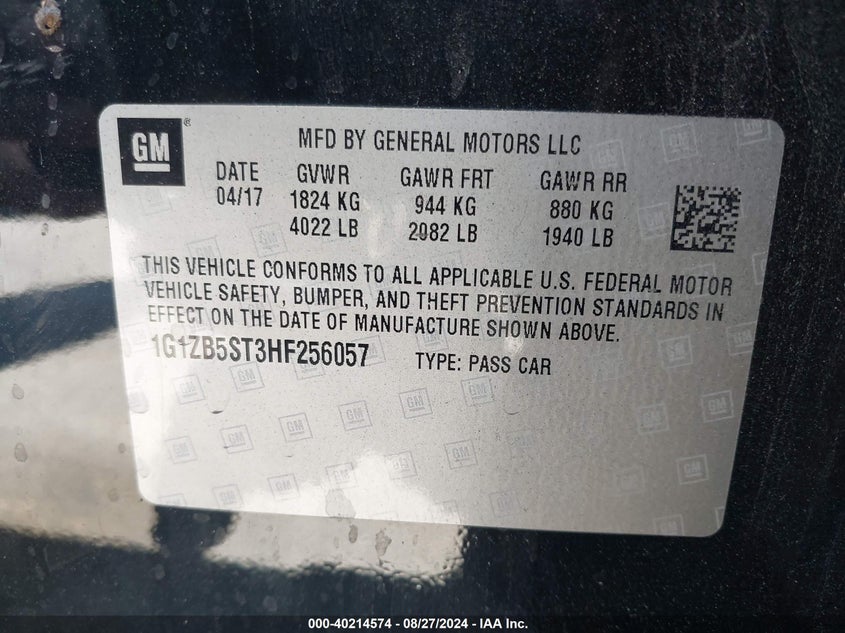 GM ®
MFD BY GENERAL MOTORS LLC
DATE GVWR GAWR FRT GAWR RR
04/17 1824 KG 944 KG 880 KG
4022 LB 2082 LB 1940 LB
THIS VEHICLE CONFORMS TO ALL APPLICABLE U.S. FEDERAL MOTOR
VEHICLE SAFETY, BUMPER, AND THEFT PREVENTION STANDARDS IN
EFFECT ON THE DATE OF MANUFACTURE SHOWN ABOVE.
1G1ZB5ST3HF256057 TYPE: PASS CAR
000-40214574 - 08/27/2024 - IAA Inc.